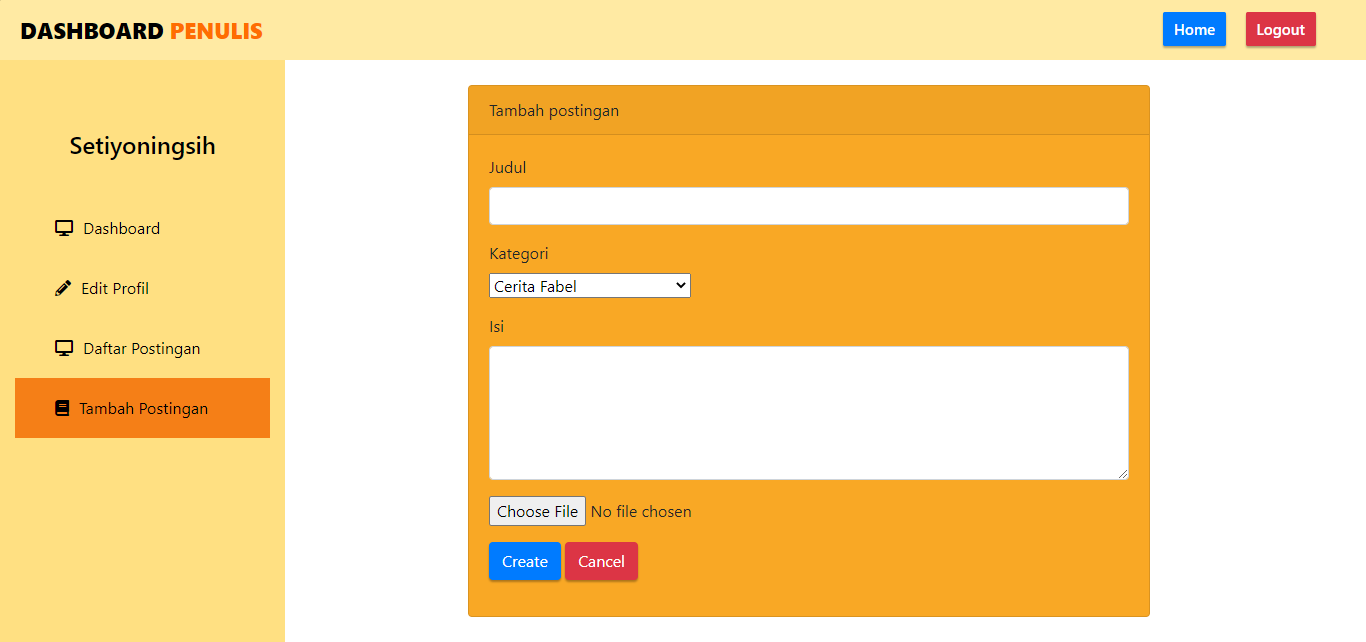 DASHBOARD PENULIS
Home
Logout
Setiyoningsih
Dashboard
Edit Profil
Daftar Postingan
Tambah Postingan
Tambah postingan
Judul
Kategori
Cerita Fabel
Isi
Choose File No file chosen
Create
Cancel